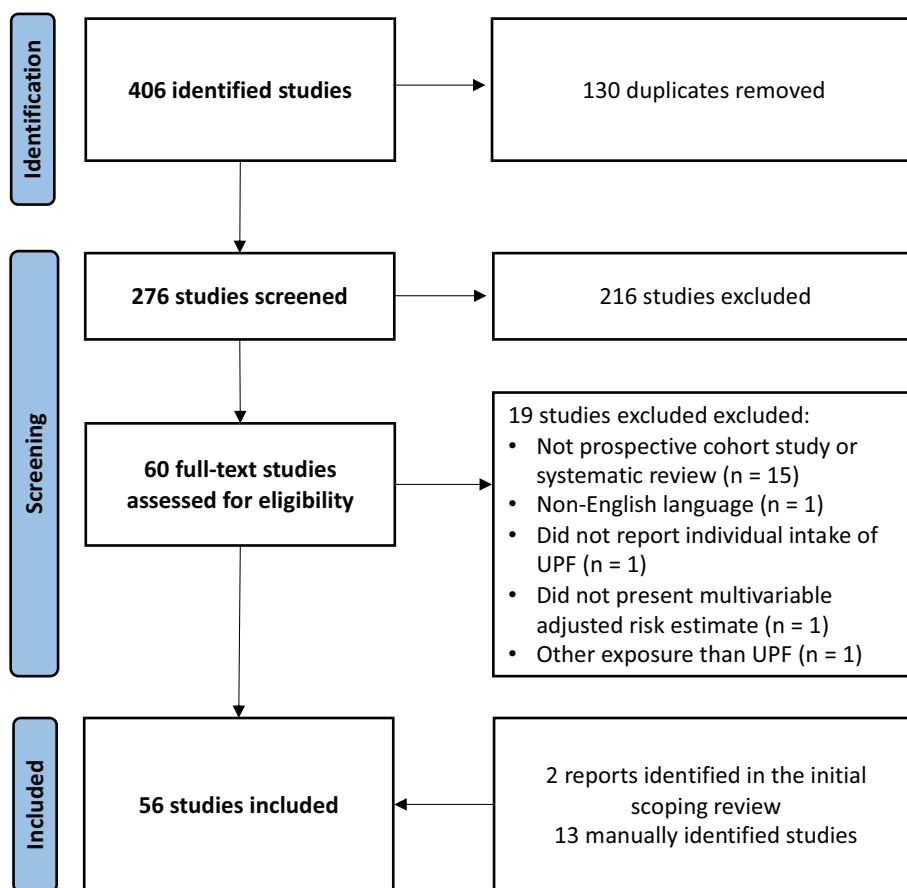 Identification
406 identified studies
130 duplicates removed
Screening
276 studies screened
216 studies excluded
60 full-text studies
assessed for eligibility
19 studies excluded excluded:
• Not prospective cohort study or
systematic review (n = 15)
• Non-English language (n = 1)
• Did not report individual intake of
UPF (n = 1)
• Did not present multivariable
adjusted risk estimate (n = 1)
• Other exposure than UPF (n = 1)
Included
56 studies included
2 reports identified in the initial
scoping review
13 manually identified studies